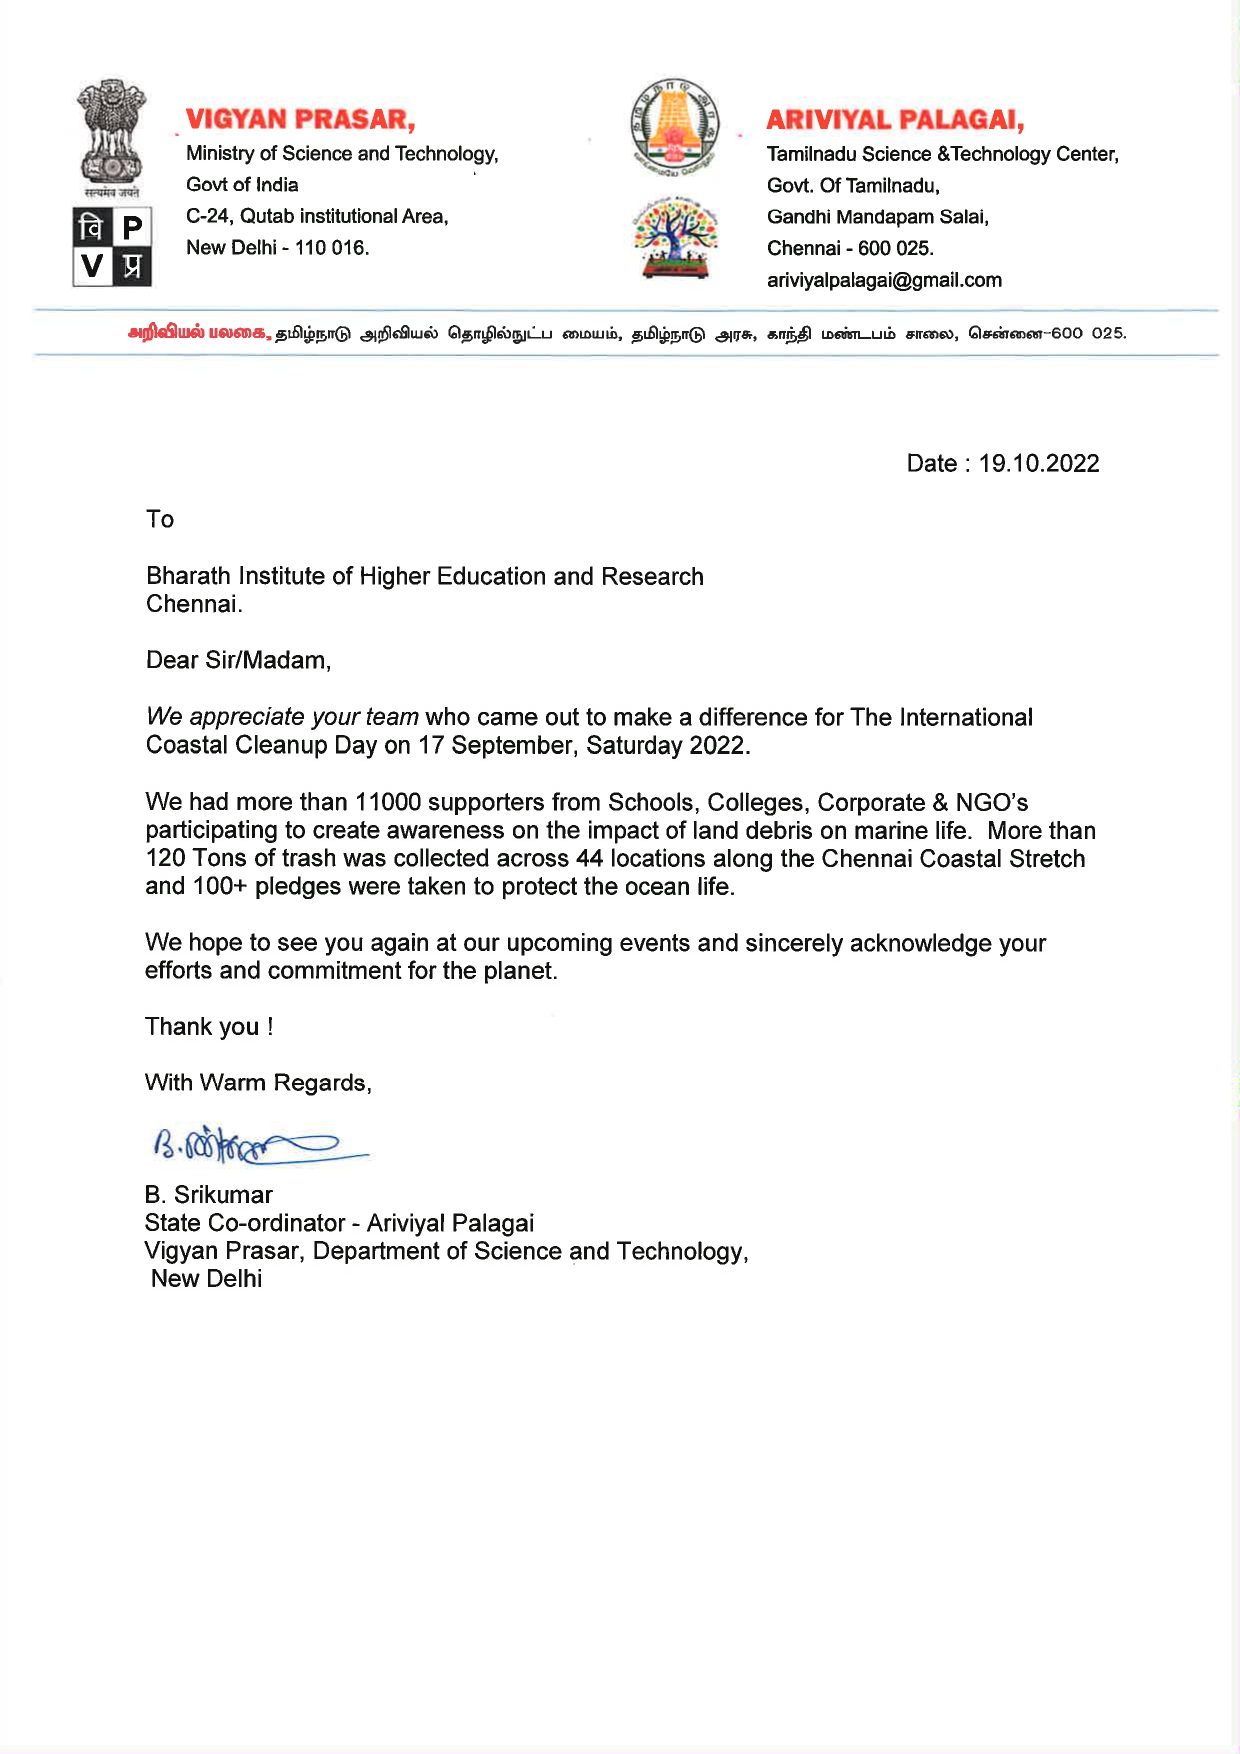 VIGYAN PRASAR,
Ministry of Science and Technology,
Govt of India
C-24, Qutab institutional Area,
New Delhi - 110 016.
सत्यमेव जयते
वि P
V प्र
ARIVIYAL PALAGAI,
Tamilnadu Science &Technology Center,
Govt. Of Tamilnadu,
Gandhi Mandapam Salai,
Chennai - 600 025.
ariviyalpalagai@gmail.com
அறிவியல் பலகை, தமிழ்நாடு அறிவியல் தொழில்நுட்ப மையம், தமிழ்நாடு அரசு, காந்தி மண்டபம் சாலை, சென்னை-600 025.
Date : 19.10.2022
To
Bharath Institute of Higher Education and Research
Chennai.
Dear Sir/Madam,
We appreciate your team who came out to make a difference for The International
Coastal Cleanup Day on 17 September, Saturday 2022.
We had more than 11000 supporters from Schools, Colleges, Corporate & NGO's
participating to create awareness on the impact of land debris on marine life. More than
120 Tons of trash was collected across 44 locations along the Chennai Coastal Stretch
and 100+ pledges were taken to protect the ocean life.
We hope to see you again at our upcoming events and sincerely acknowledge your
efforts and commitment for the planet.
Thank you !
With Warm Regards,
B. Srikumar
State Co-ordinator - Ariviyal Palagai
Vigyan Prasar, Department of Science and Technology,
New Delhi